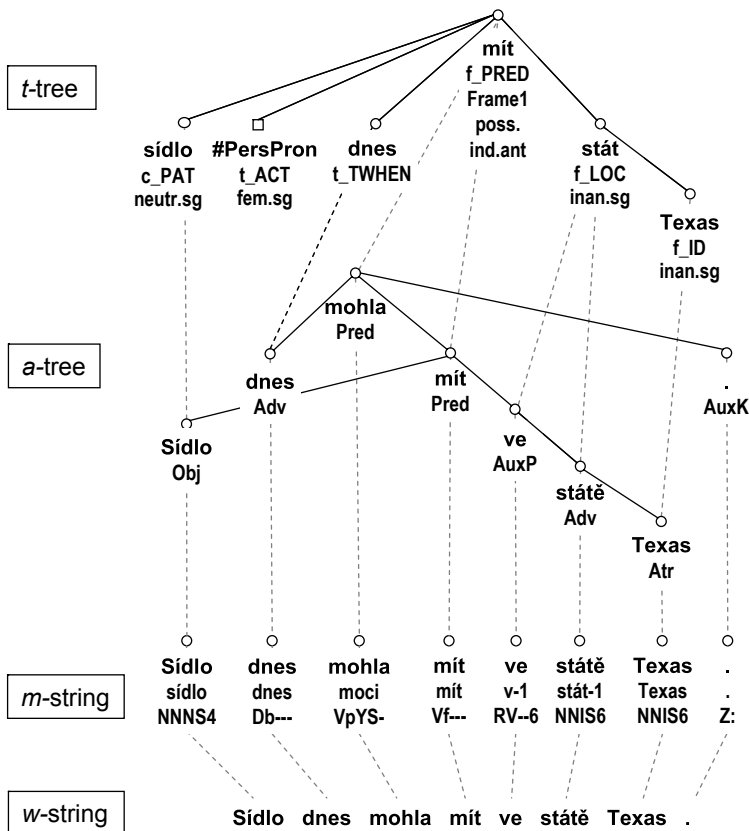 mít
t-tree
f_PRED
Frame1
poss.
sídlo #PersPron dnes ind.ant stát
c_PAT t_ACT t_TWHEN f_LOC
neutr.sg fem.sg inan.sg
Texas
f_ID
inan.sg
mohla
Pred
a-tree
dnes mít .
Adv Pred AuxK
Sídlo ve
Obj AuxP
státě
Adv
Texas
Atr
Sídlo dnes mohla mít ve státě Texas .
m-string
sídlo dnes moci mít v-1 stát-1 Texas .
NNNS4 Db--- VpYS- Vf--- RV--6 NNIS6 NNIS6 Z:
w-string
Sídlo dnes mohla mít ve státě Texas .